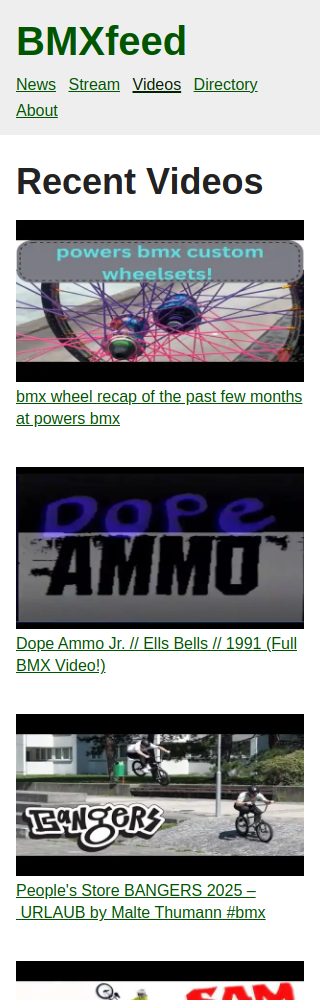 BMXfeed
News Stream Videos Directory
About
Recent Videos
powers bmx custom
wheelsets!
bmx wheel recap of the past few months
at powers bmx
Dope
AMMO
Dope Ammo Jr. // Ells Bells // 1991 (Full
BMX Video!)
Bangers
People's Store BANGERS 2025 –
URLAUB by Malte Thumann #bmx